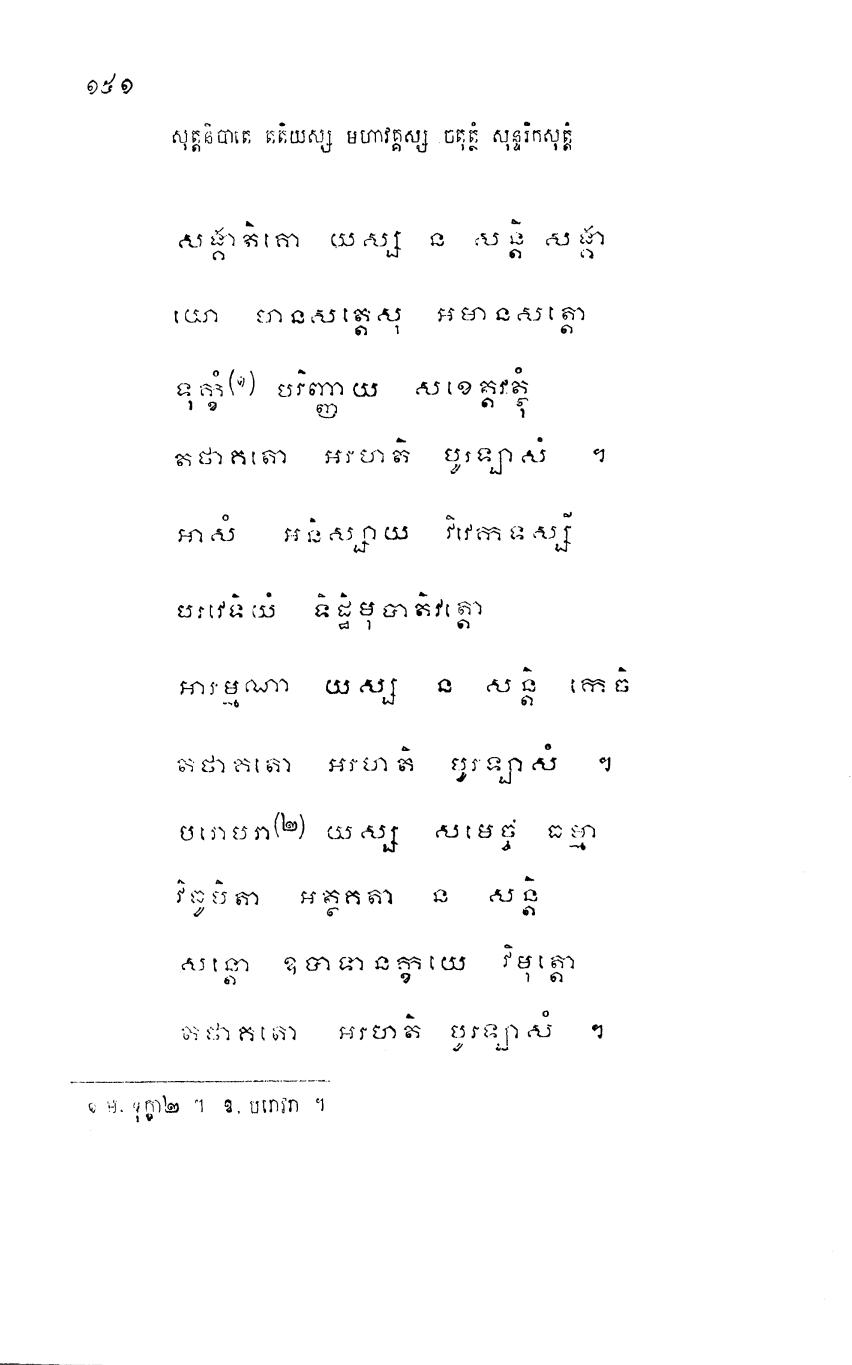 ១៥១
សុត្តនិបាតេ តតិយស្ស មហាវគ្គស្ស ចតុត្ថំ សុន្ទរិកសុត្តំ
សង្គាតិគោ យស្ស ន សន្តិ សង្គា
យោ មានសត្តេសុ អមានសត្តោ
ទុក្ខំ(១) បរិញ្ញាយ សខេត្តវត្ថុំ
តថាគតោ អរហតិ បូរឡាសំ ។
អាសំ អនិស្សាយ វិវេកទស្សី
បរវេទិយំ ទិដ្ឋិមុបាតិវត្តោ
អារម្មណា យស្ស ន សន្តិ កេចិ
តថាគតោ អរហតិ បូរឡាសំ ។
បរោបរា(២) យស្ស សមេច្ច ធម្មា
វិធូបិតា អត្ថគតា ន សន្តិ
សន្តោ ឧបាទានក្ខយេ វិមុត្តោ
តថាគតោ អរហតិ បូរឡាសំ ។
១ ម. ទុក្ខា២ ។ ឱ. បរោវរា ។